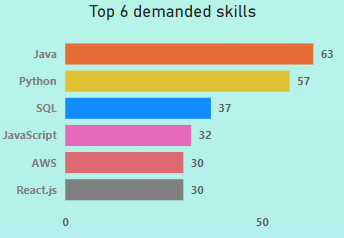 Top 6 demanded skills
Java 63
Python 57
SQL 37
JavaScript 32
AWS 30
React.js 30
0 50